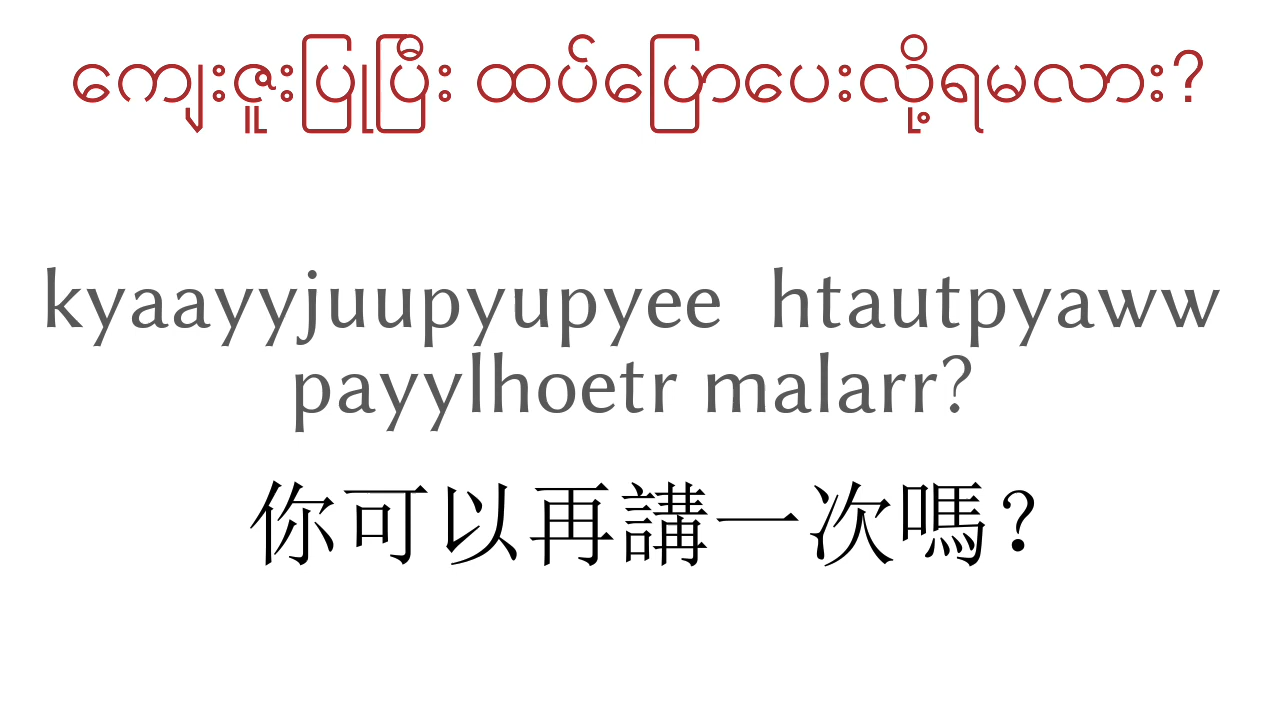 ကျေးဇူးပြုပြီး ထပ်ပြောပေးလို့ရမလား?
kyaayyjuupyupyee htautpyaww
payylhoetr malarr?
你可以再講一次嗎？